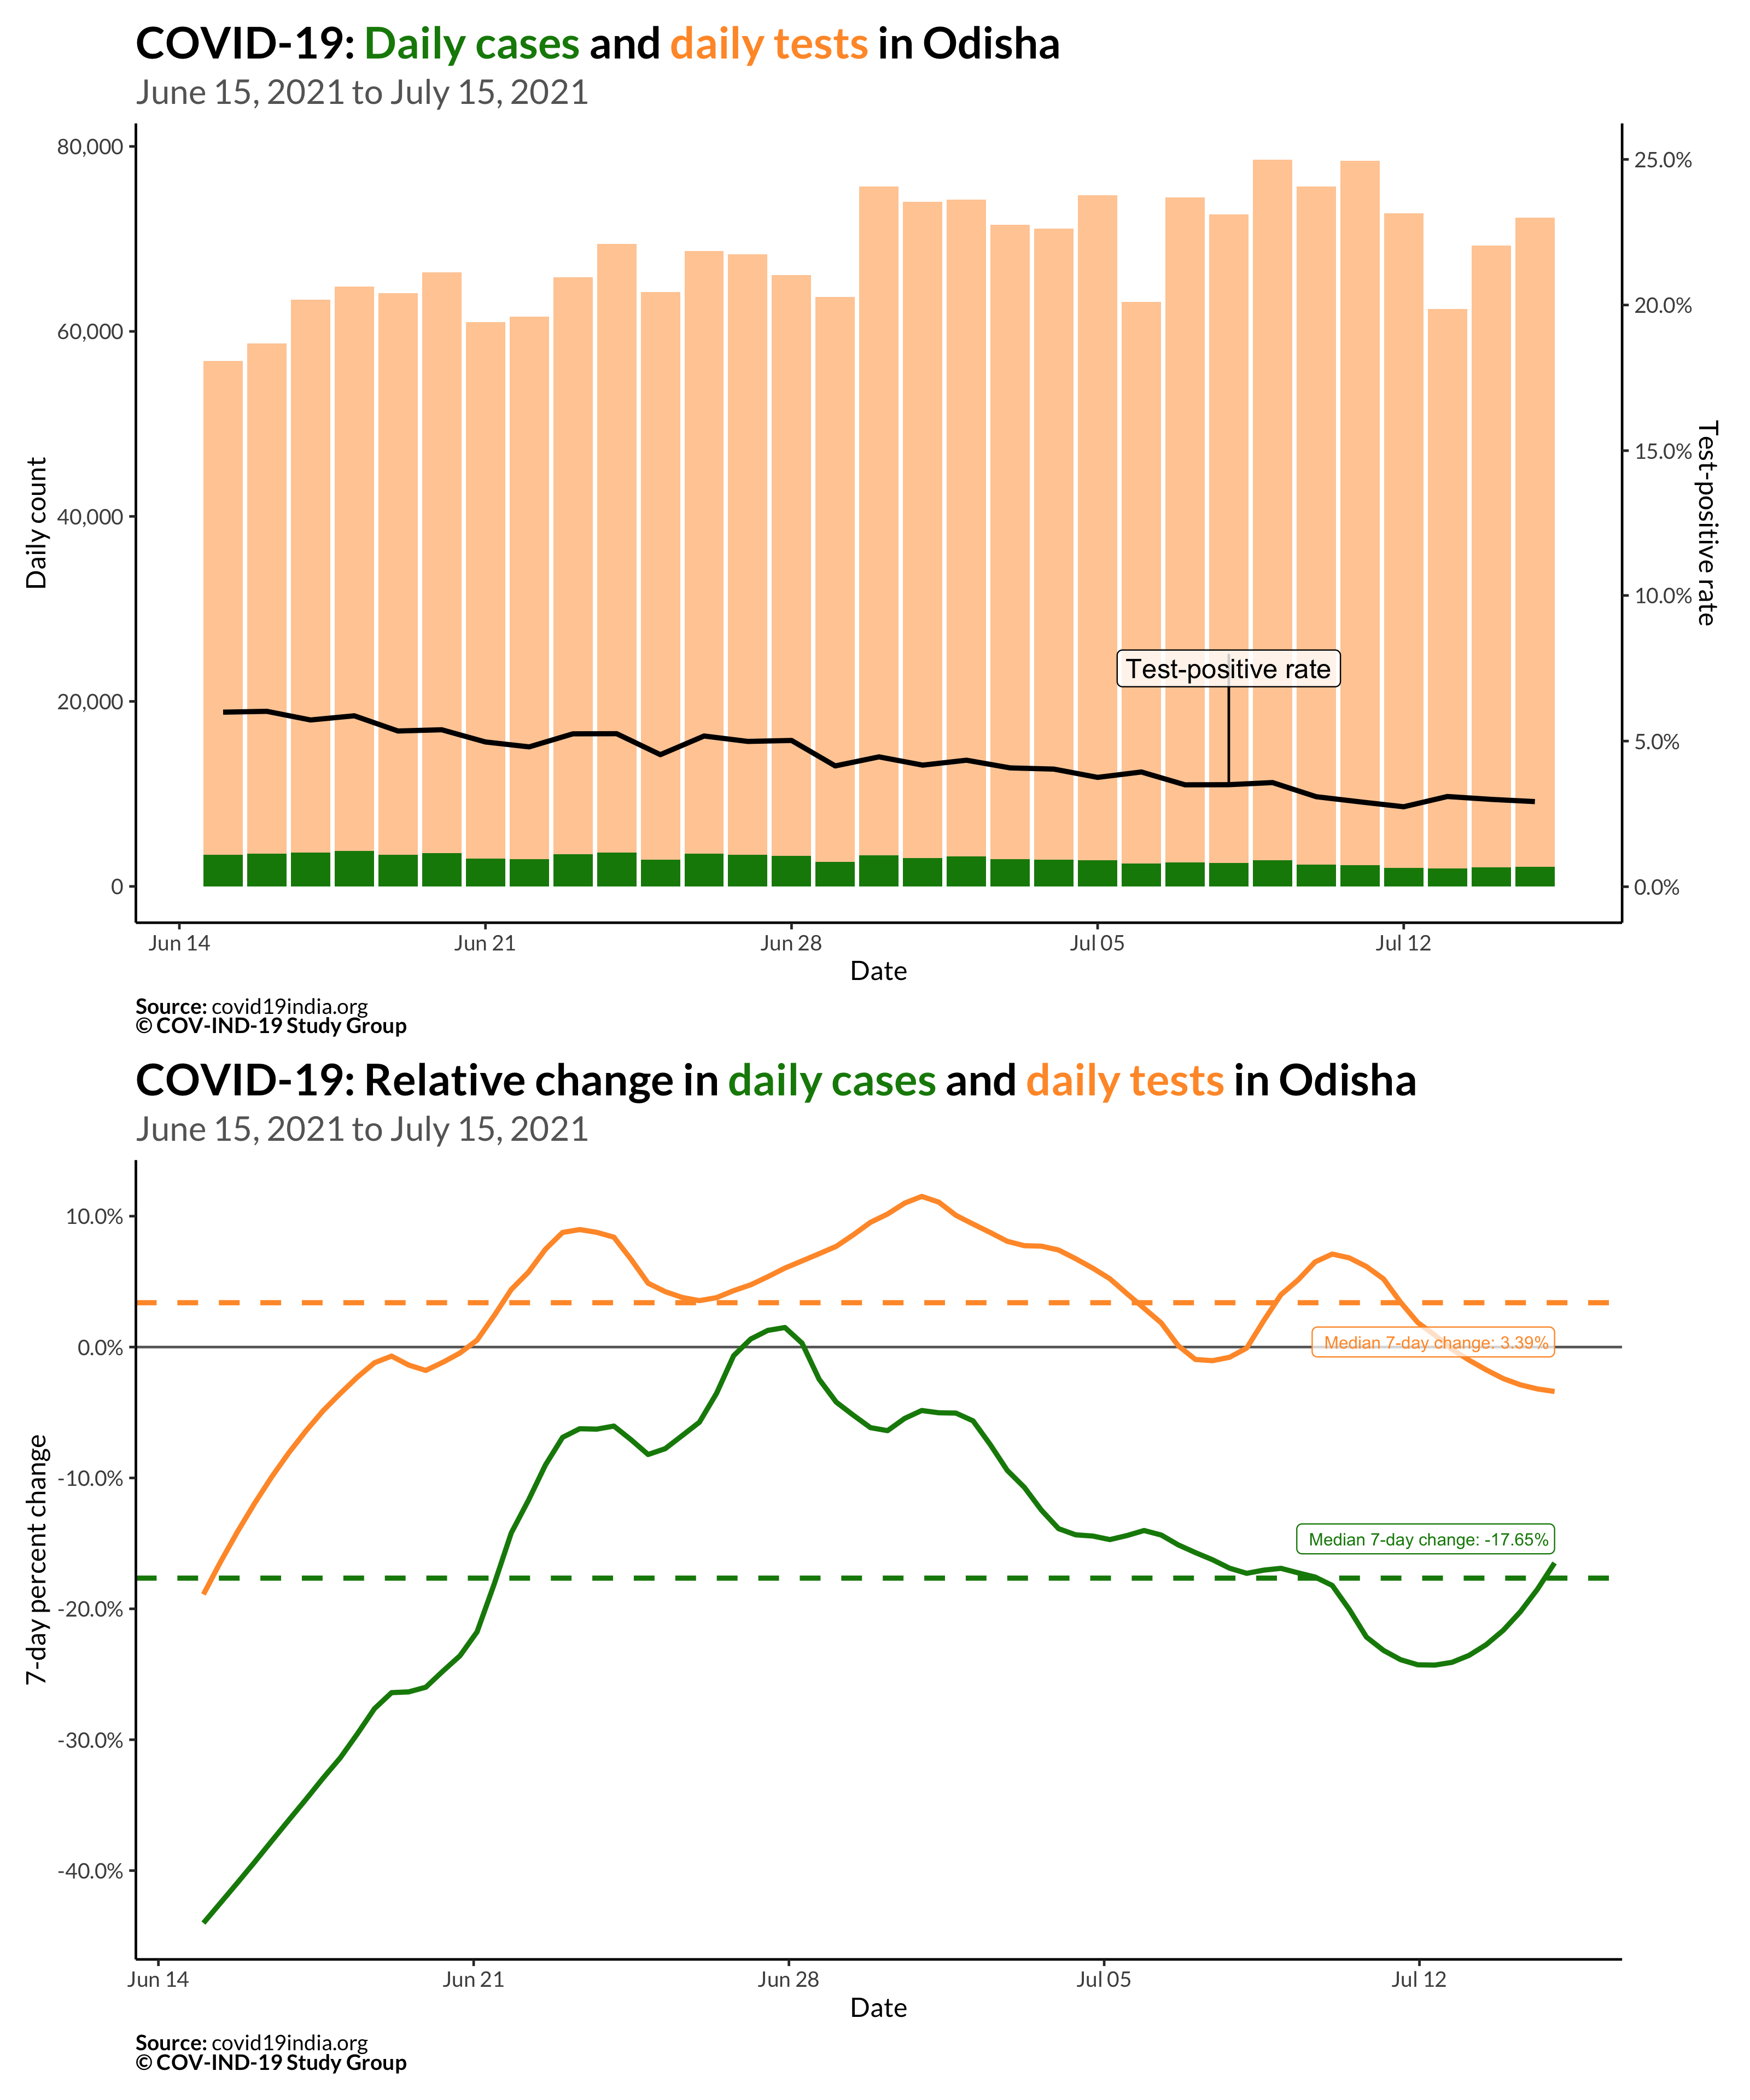 COVID-19: Daily cases and daily tests in Odisha
June 15, 2021 to July 15, 2021
80,000
60,000
40,000
20,000
0
Daily count
25.0%
20.0%
15.0%
10.0%
5.0%
0.0%
Test-positive rate
Test-positive rate
Jun 14
Jun 21
Jun 28
Jul 05
Jul 12
Date
Source: covid19india.org
© COV-IND-19 Study Group
COVID-19: Relative change in daily cases and daily tests in Odisha
June 15, 2021 to July 15, 2021
10.0%
0.0%
-10.0%
-20.0%
-30.0%
-40.0%
7-day percent change
Median 7-day change: 3.39%
Median 7-day change: -17.65%
Jun 14
Jun 21
Jun 28
Jul 05
Jul 12
Date
Source: covid19india.org
© COV-IND-19 Study Group